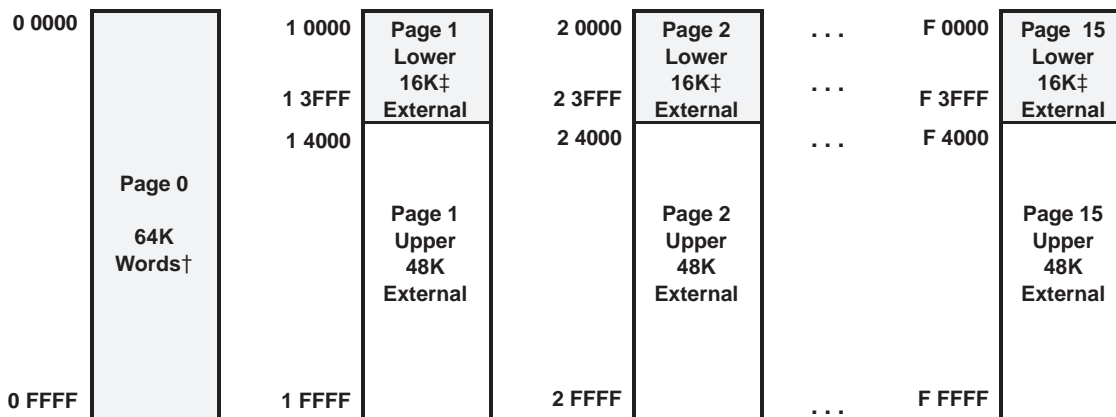 0 0000
1 0000
2 0000
. . .
F 0000
Page 1
Lower
16K‡
External
Page 2
Lower
16K‡
External
Page 15
Lower
16K‡
External
1 3FFF
2 3FFF
. . .
F 3FFF
1 4000
2 4000
. . .
F 4000
Page 0
64K
Words†
Page 1
Upper
48K
External
Page 2
Upper
48K
External
Page 15
Upper
48K
External
0 FFFF
1 FFFF
2 FFFF
. . .
F FFFF